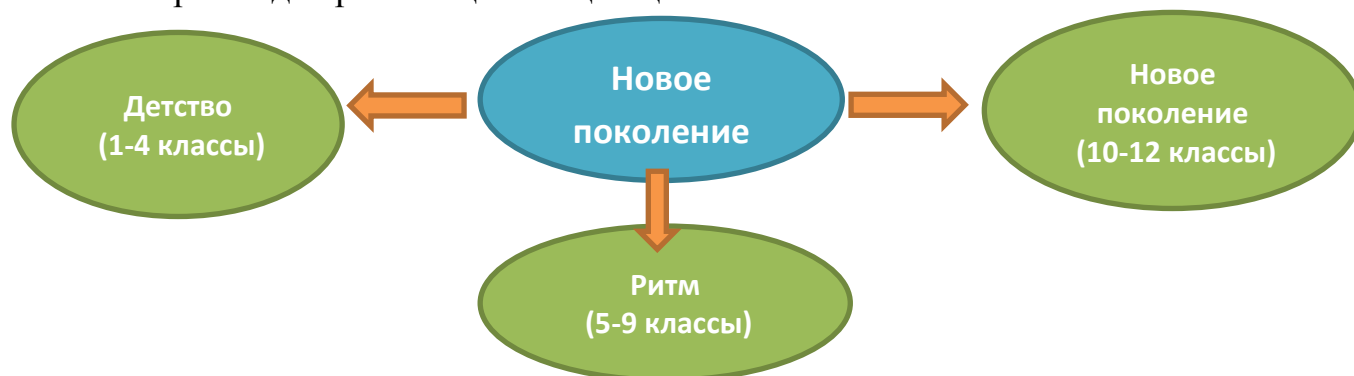 Новое
поколение
Детство
(1-4 классы)
Новое
поколение
(10-12 классы)
Ритм
(5-9 классы)